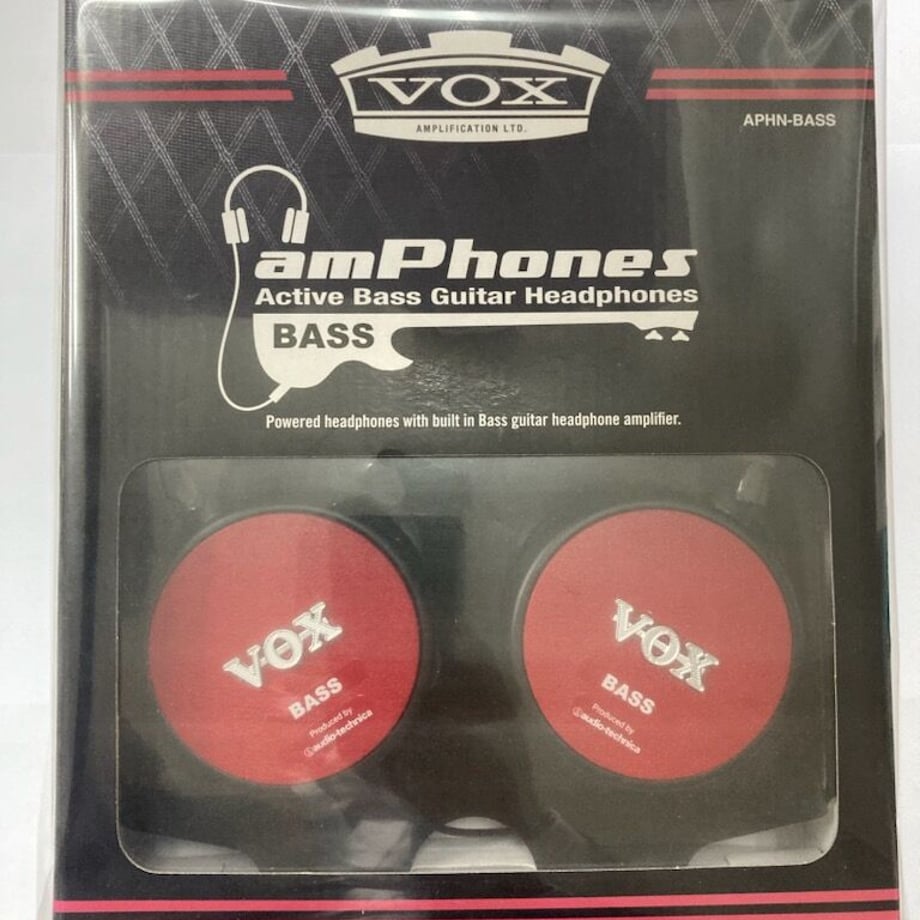 VOX
AMPLIFICATION LTD.
APHN-BASS
amPhones
Active Bass Guitar Headphones
BASS
Powered headphones with built in Bass guitar headphone amplifier.
VOX
BASS
Produced by
audio-technica
VOX
BASS
Produced by
audio-technica